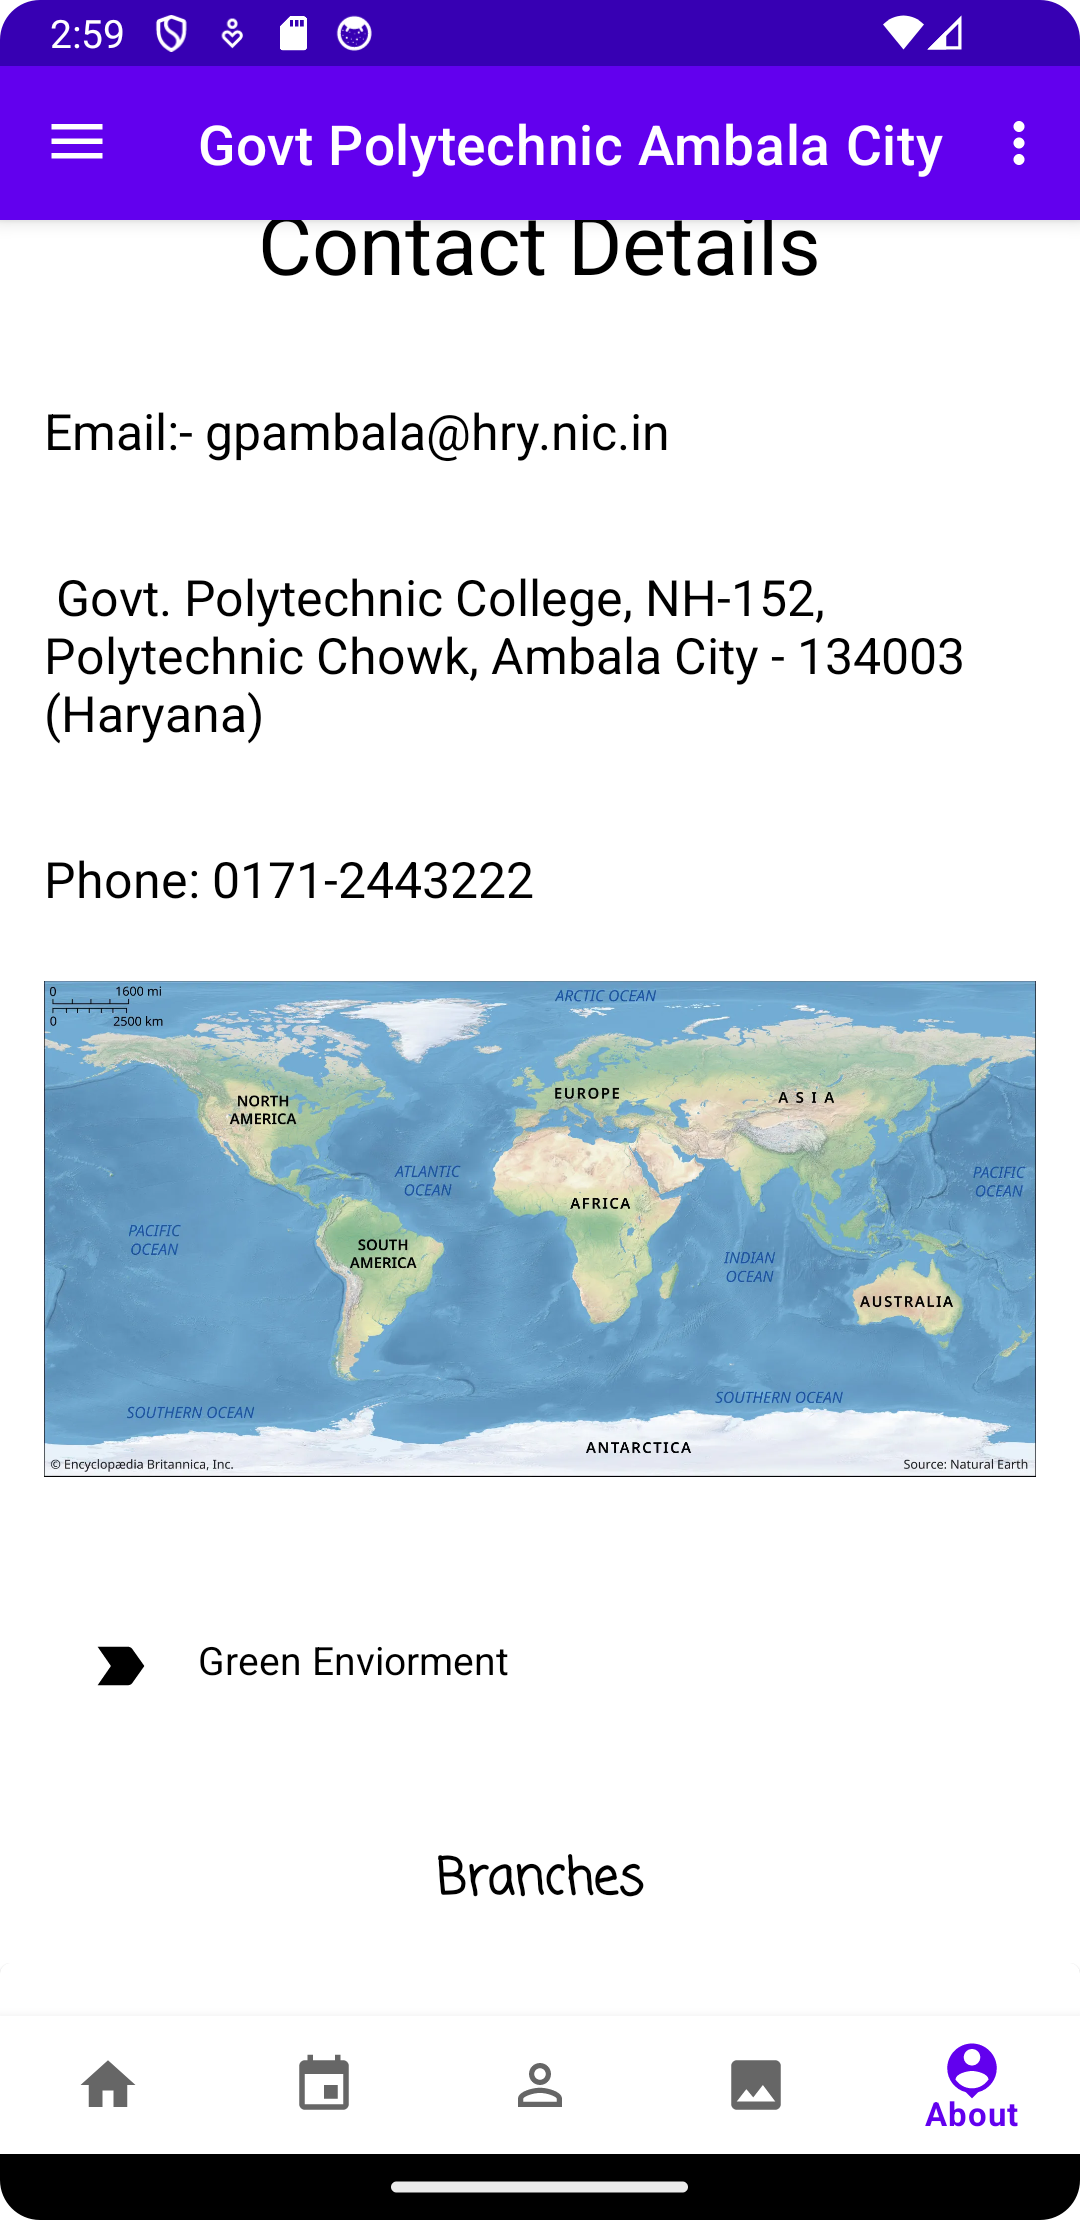 2:59
Govt Polytechnic Ambala City
Contact Details
Email:- gpambala@hry.nic.in
Govt. Polytechnic College, NH-152,
Polytechnic Chowk, Ambala City - 134003
(Haryana)
Phone: 0171-2443222
0 1600 mi
0 2500 km
ARCTIC OCEAN
NORTH
AMERICA
EUROPE
ASIA
ATLANTIC
OCEAN
PACIFIC
OCEAN
AFRICA
PACIFIC
OCEAN
SOUTH
AMERICA
INDIAN
OCEAN
AUSTRALIA
SOUTHERN OCEAN
SOUTHERN OCEAN
ANTARCTICA
© Encyclopædia Britannica, Inc.
Source: Natural Earth
Green Enviorment
Branches
About